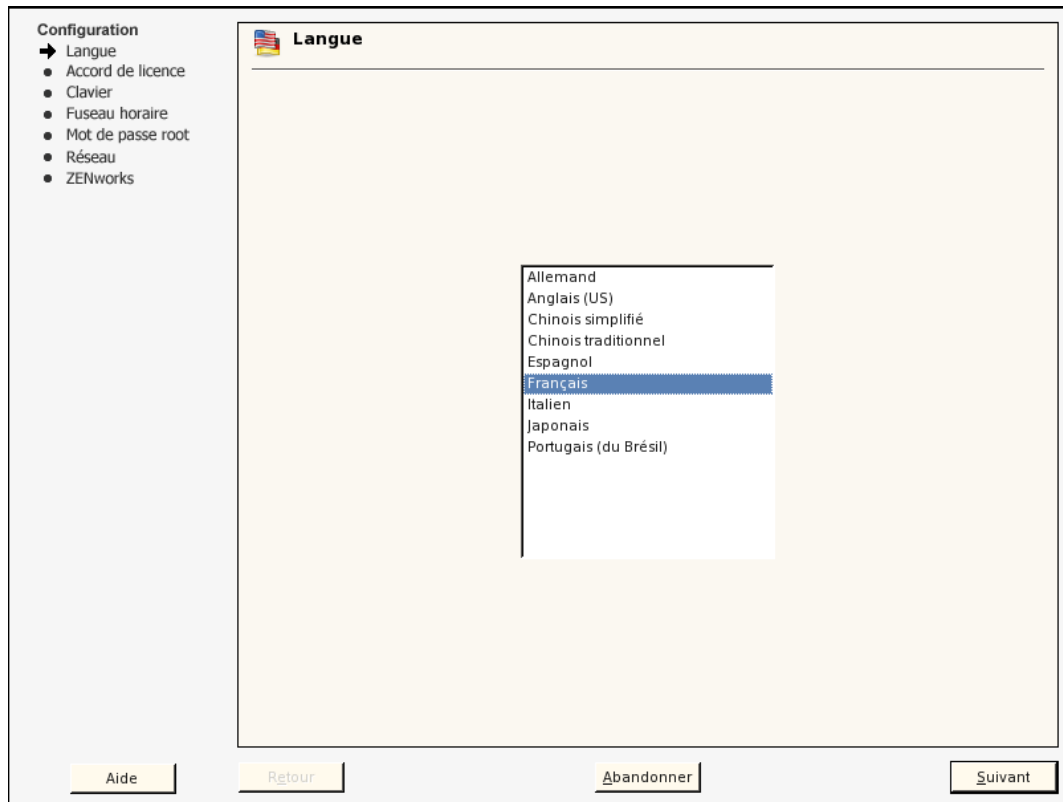 Configuration
Langue
Accord de licence
Clavier
Fuseau horaire
Mot de passe root
Réseau
ZENworks
Langue
Allemand
Anglais (US)
Chinois simplifié
Chinois traditionnel
Espagnol
Français
Italien
Japonais
Portugais (du Brésil)
Aide
Retour
Abandonner
Suivant